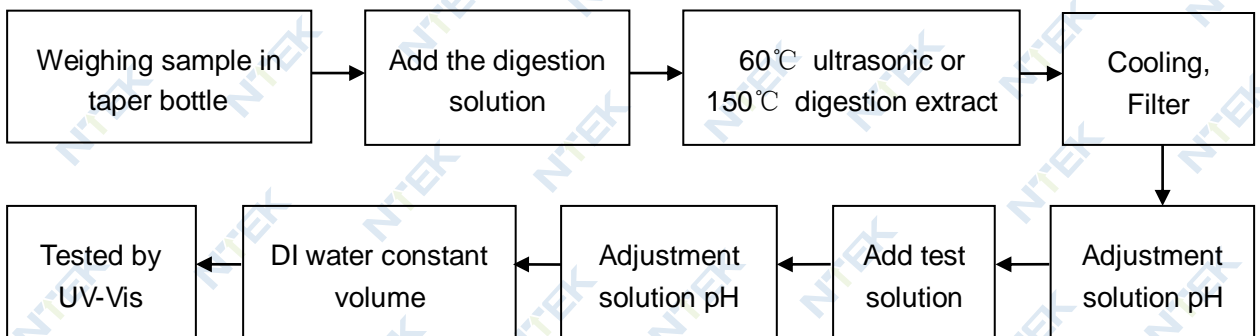 Weighing sample in
taper bottle
Add the digestion
solution
60℃ ultrasonic or
150℃ digestion extract
Cooling,
Filter
Adjustment
solution pH
Add test
solution
Adjustment
solution pH
DI water constant
volume
Tested by
UV-Vis
NTEK